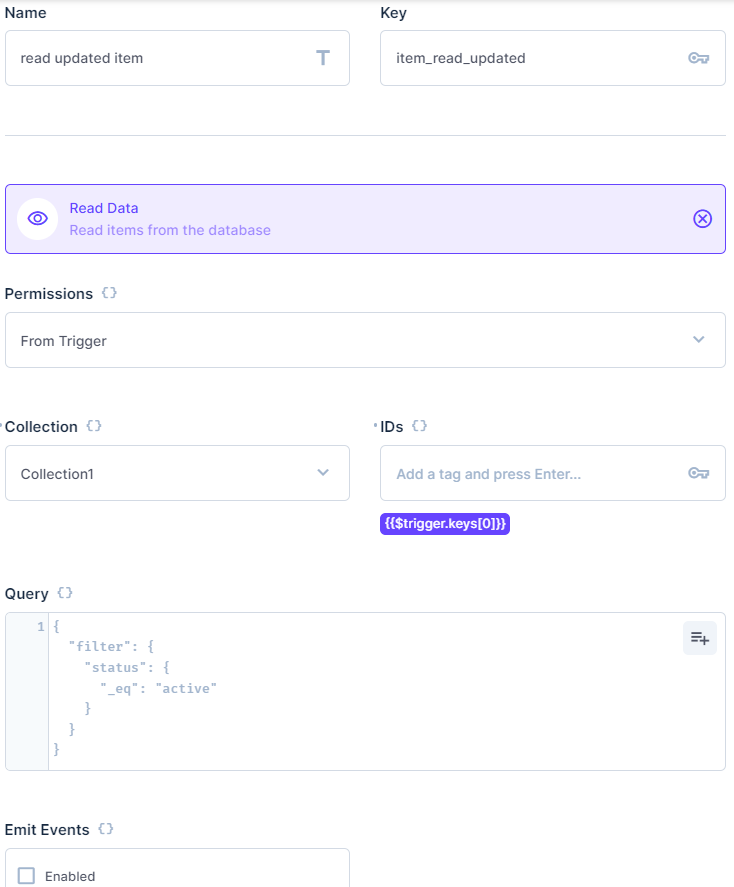 Name
Key
read updated item
item_read_updated
Read Data
Read items from the database
Permissions {}
From Trigger
Collection {}
IDs {}
Collection1
Add a tag and press Enter...
{{$trigger.keys[0]}}
Query {}
1 {
"filter": {
"status": {
"_eq": "active"
}
}
}
Emit Events {}
Enabled